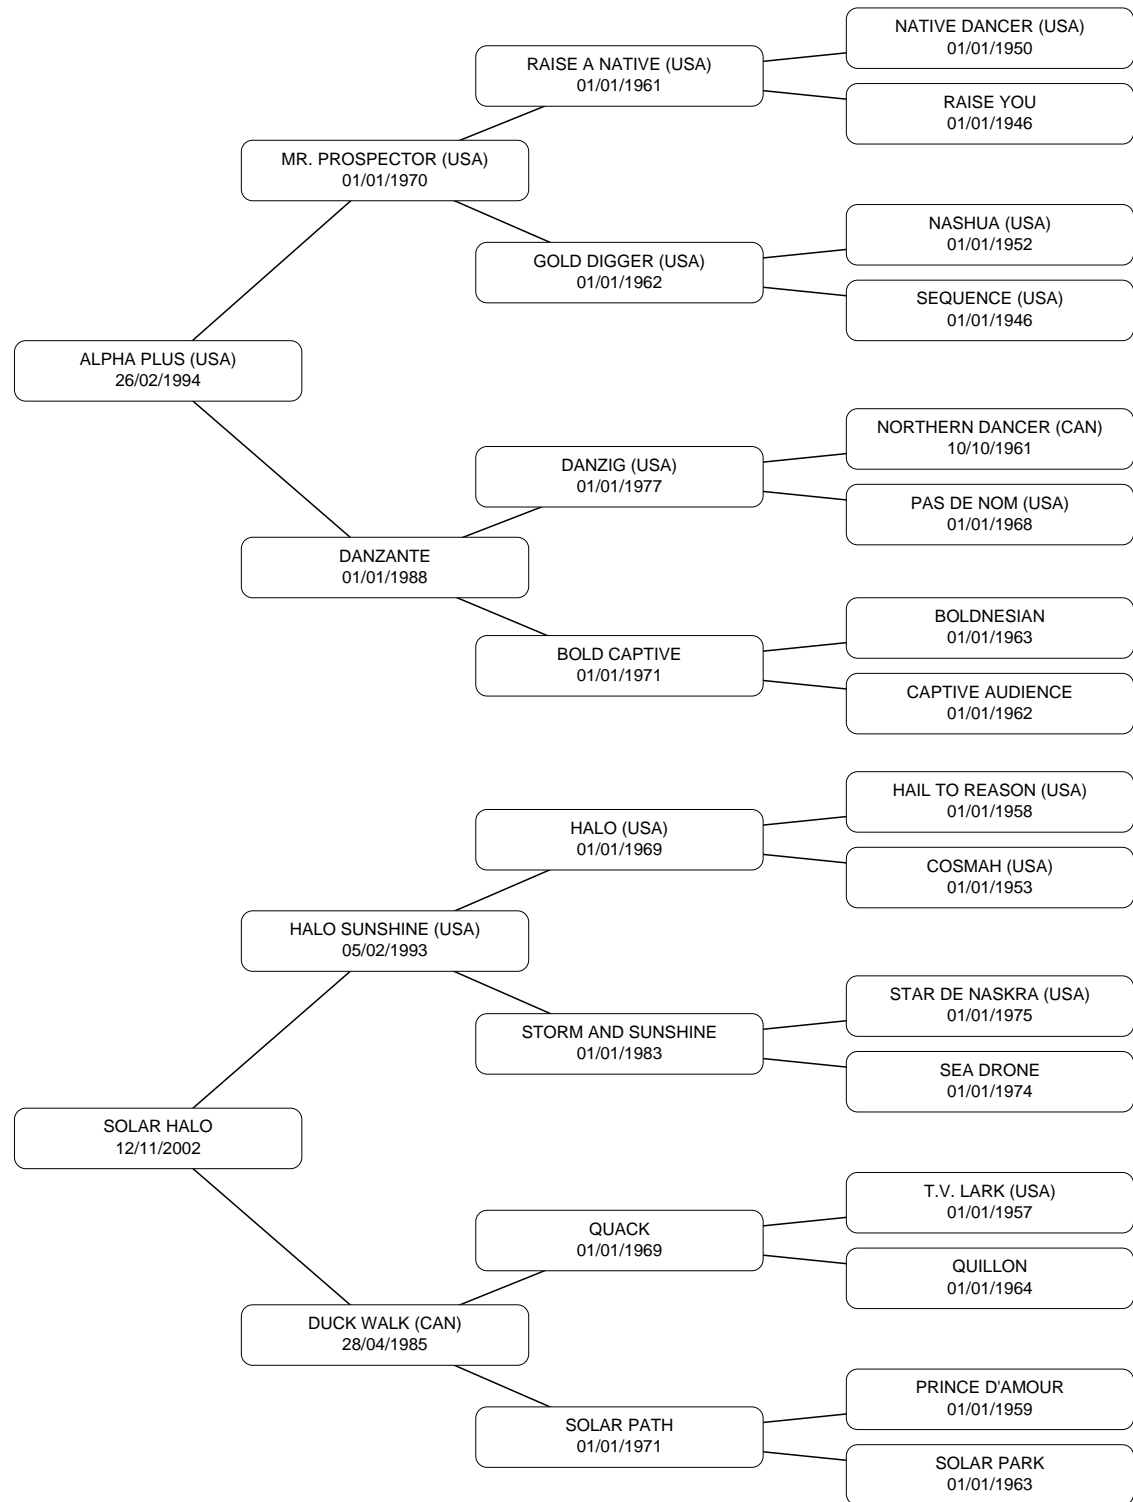 NATIVE DANCER (USA)
01/01/1950
RAISE A NATIVE (USA)
01/01/1961
RAISE YOU
01/01/1946
MR. PROSPECTOR (USA)
01/01/1970
NASHUA (USA)
01/01/1952
GOLD DIGGER (USA)
01/01/1962
SEQUENCE (USA)
01/01/1946
ALPHA PLUS (USA)
26/02/1994
NORTHERN DANCER (CAN)
10/10/1961
DANZIG (USA)
01/01/1977
PAS DE NOM (USA)
01/01/1968
DANZANTE
01/01/1988
BOLDNESIAN
01/01/1963
BOLD CAPTIVE
01/01/1971
CAPTIVE AUDIENCE
01/01/1962
HAIL TO REASON (USA)
01/01/1958
HALO (USA)
01/01/1969
COSMAH (USA)
01/01/1953
HALO SUNSHINE (USA)
05/02/1993
STAR DE NASKRA (USA)
01/01/1975
STORM AND SUNSHINE
01/01/1983
SEA DRONE
01/01/1974
SOLAR HALO
12/11/2002
T.V. LARK (USA)
01/01/1957
QUACK
01/01/1969
QUILLON
01/01/1964
DUCK WALK (CAN)
28/04/1985
PRINCE D'AMOUR
01/01/1959
SOLAR PATH
01/01/1971
SOLAR PARK
01/01/1963